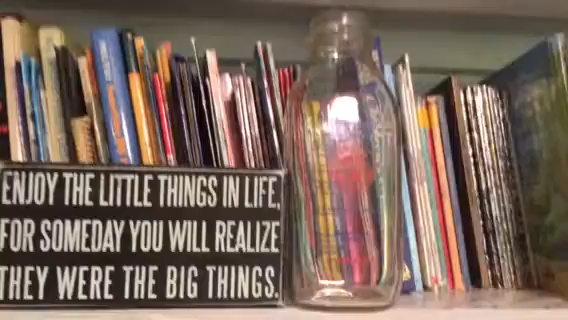 ENJOY THE LITTLE THINGS IN LIFE,
FOR SOMEDAY YOU WILL REALIZE
THEY WERE THE BIG THINGS.